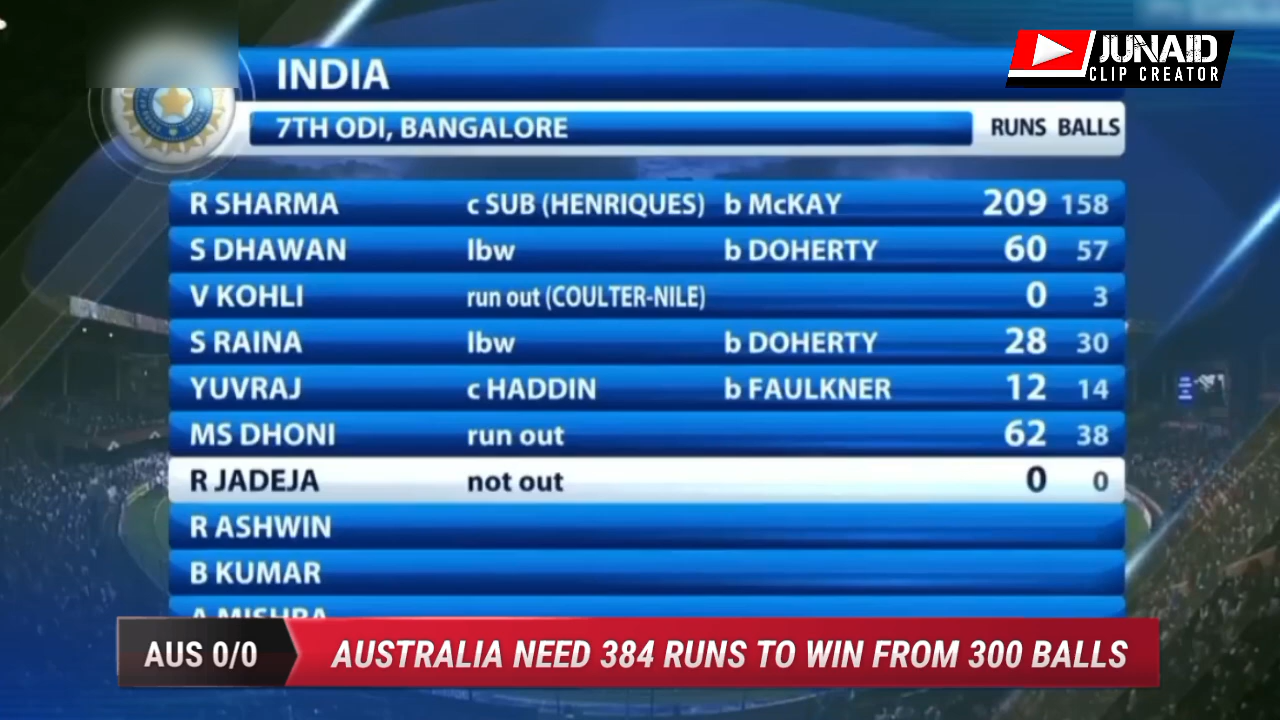 JUNAID
CLIP CREATOR
INDIA
7TH ODI, BANGALORE RUNS BALLS
R SHARMA c SUB (HENRIQUES) b McKAY 209 158
S DHAWAN lbw b DOHERTY 60 57
V KOHLI run out (COULTER-NILE) 0 3
S RAINA lbw b DOHERTY 28 30
YUVRAJ c HADDIN b FAULKNER 12 14
MS DHONI run out 62 38
R JADEJA not out 0 0
R ASHWIN
B KUMAR
A MISHRA
AUS 0/0 AUSTRALIA NEED 384 RUNS TO WIN FROM 300 BALLS